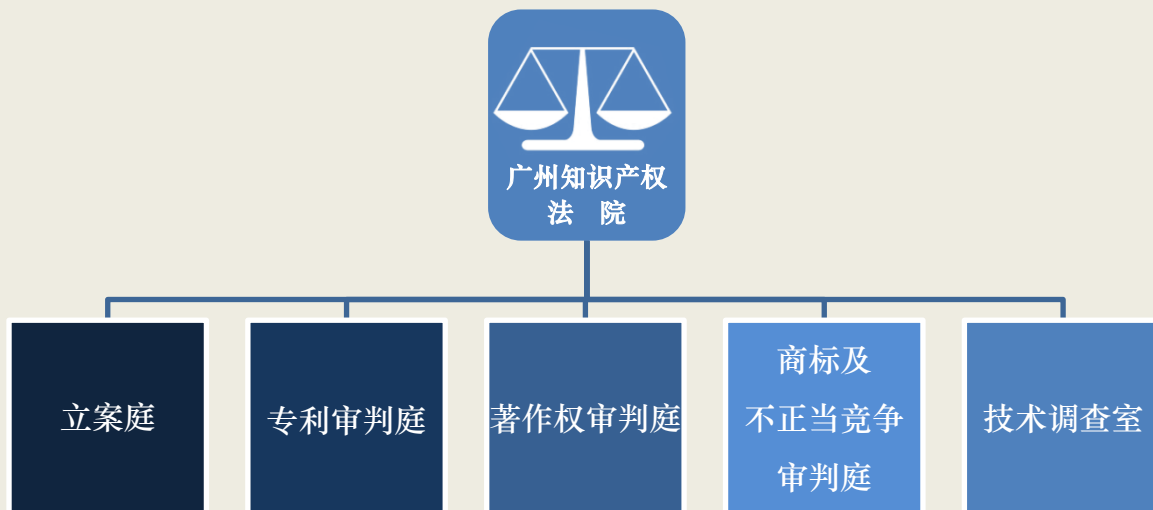 广州知识产权
法 院
立案庭
专利审判庭
著作权审判庭
商标及
不正当竞争
审判庭
技术调查室